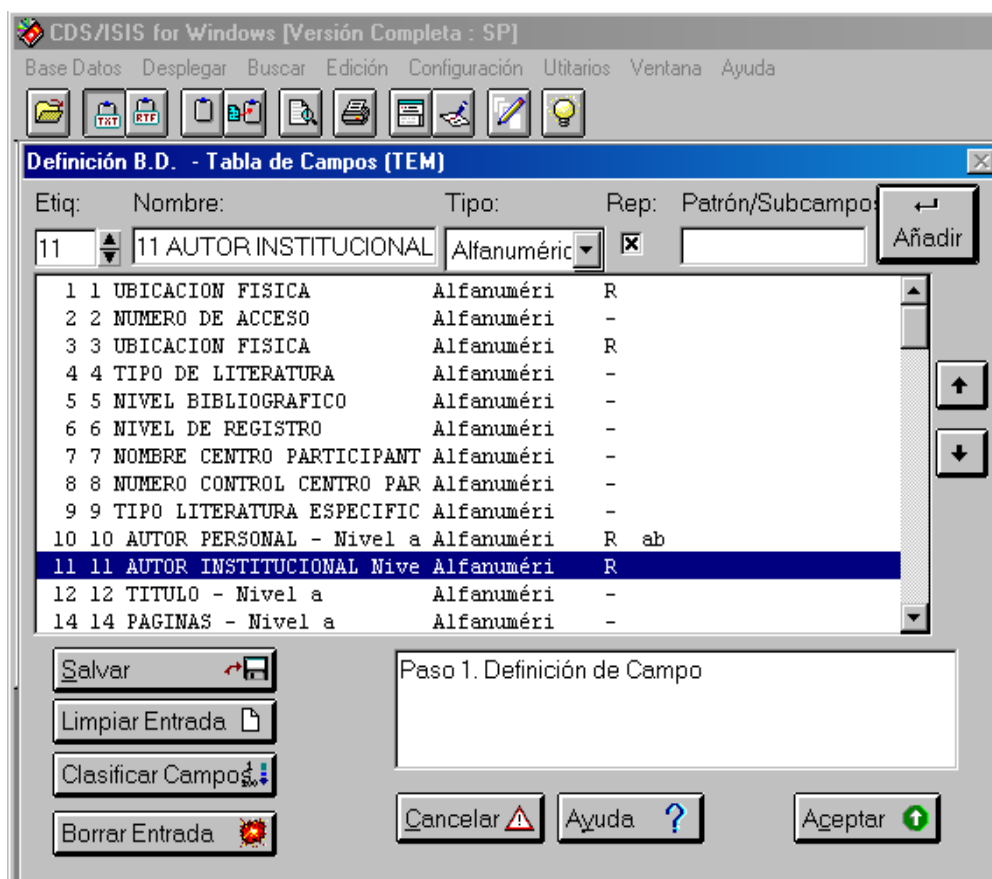 CDS/ISIS for Windows [Versión Completa : SP]
Base Datos Desplegar Buscar Edición Configuración Utitarios Ventana Ayuda
TXT RTF
Definición B.D. - Tabla de Campos (TEM)
Etiq: Nombre: Tipo: Rep: Patrón/Subcampo
Añadir
11 11 AUTOR INSTITUCIONAL Alfanuméric
1 1 UBICACION FISICA Alfanuméri R
2 2 NUMERO DE ACCESO Alfanuméri -
3 3 UBICACION FISICA Alfanuméri R
4 4 TIPO DE LITERATURA Alfanuméri -
5 5 NIVEL BIBLIOGRAFICO Alfanuméri -
6 6 NIVEL DE REGISTRO Alfanuméri -
7 7 NOMBRE CENTRO PARTICIPANT Alfanuméri -
8 8 NUMERO CONTROL CENTRO PAR Alfanuméri -
9 9 TIPO LITERATURA ESPECIFIC Alfanuméri -
10 10 AUTOR PERSONAL - Nivel a Alfanuméri R ab
11 11 AUTOR INSTITUCIONAL Nive Alfanuméri R
12 12 TITULO - Nivel a Alfanuméri -
14 14 PAGINAS - Nivel a Alfanuméri -
Salvar
Paso 1. Definición de Campo
Limpiar Entrada
Clasificar Campos
Borrar Entrada
Cancelar Ayuda ? Aceptar